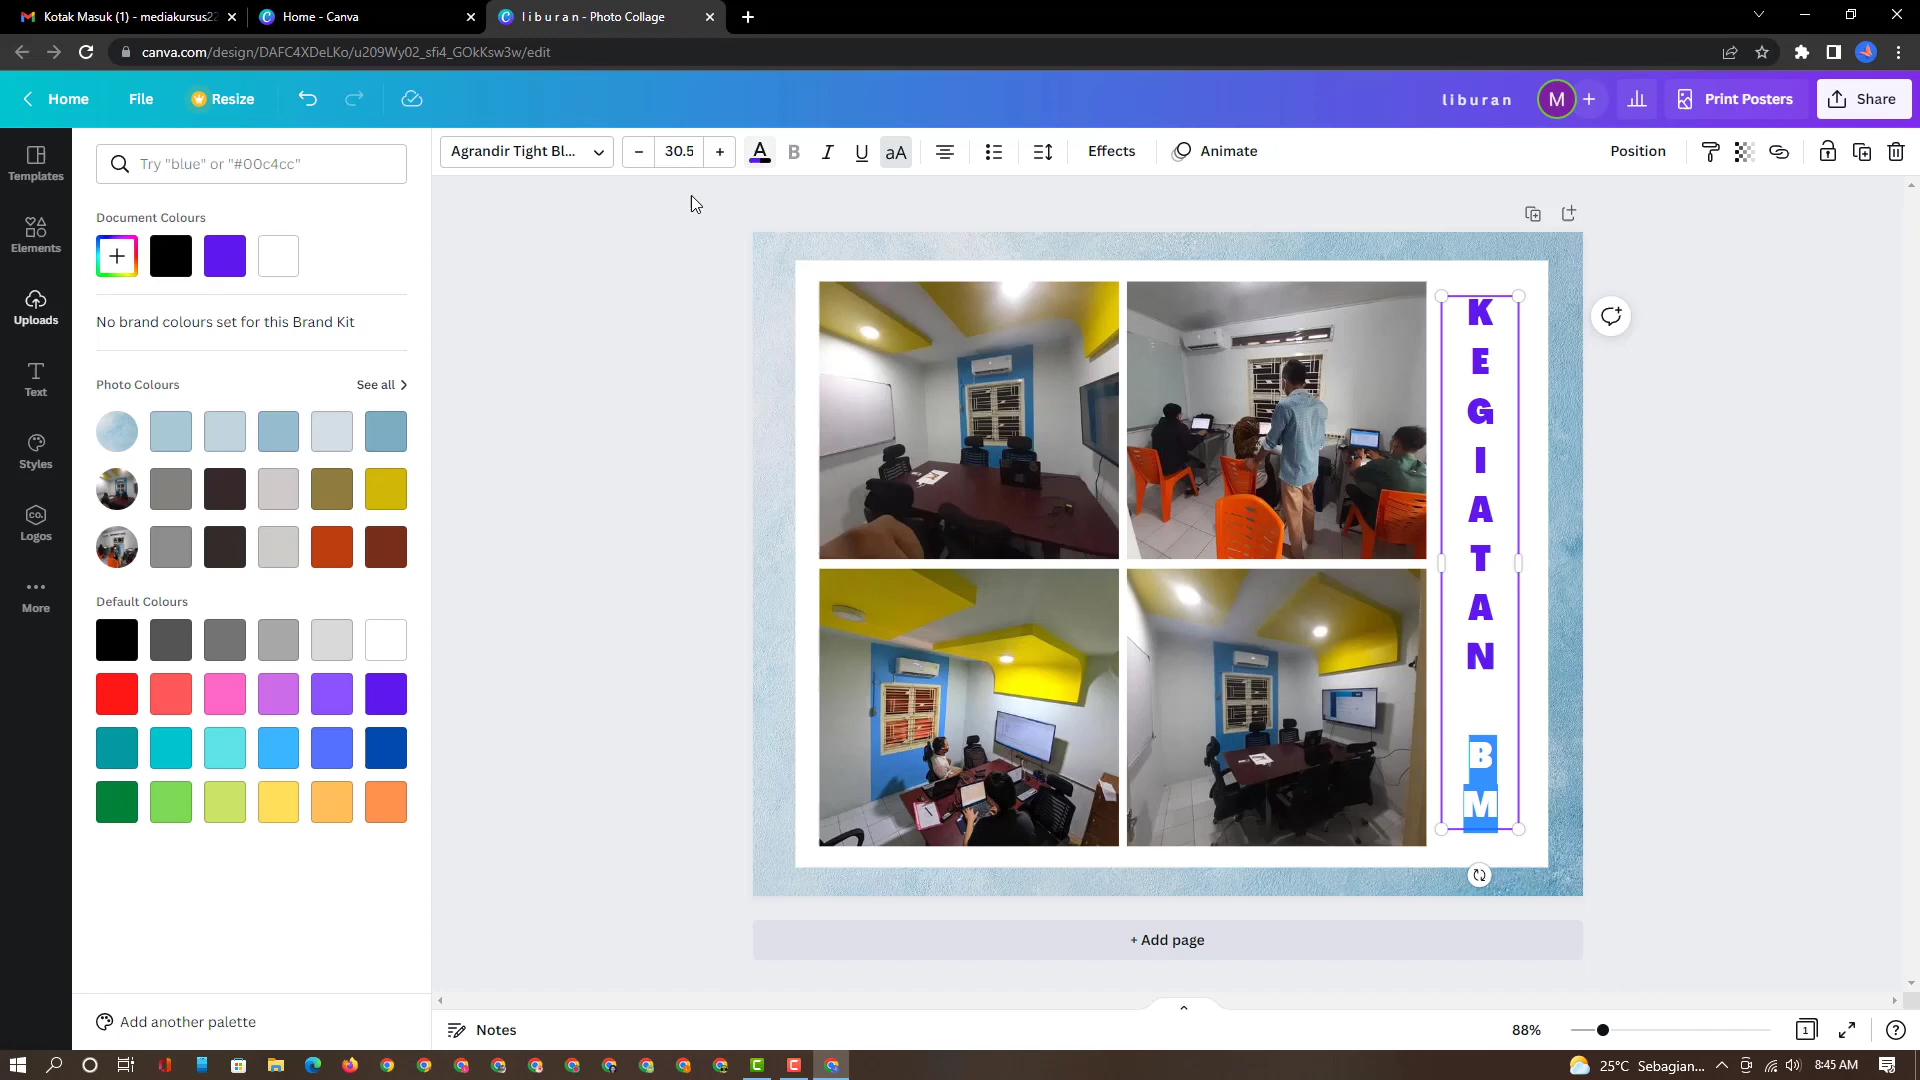 Kotak Masuk (1) - mediakursus22
Home - Canva
l i b u r a n - Photo Collage
canva.com/design/DAFC4XDeLKo/u209Wy02_sfi4_GOkKsw3w/edit
Home
File
Resize
l i b u r a n
M
Print Posters
Share
Agrandir Tight Bl...
30.5
A
B
I
U
aA
Effects
Animate
Position
Templates
Elements
Uploads
Text
Styles
Logos
More
Try "blue" or "#00c4cc"
Document Colours
No brand colours set for this Brand Kit
Photo Colours
See all
Default Colours
Add another palette
K
E
G
I
A
T
A
N
B
M
+ Add page
Notes
88%
1
25°C Sebagian...
8:45 AM